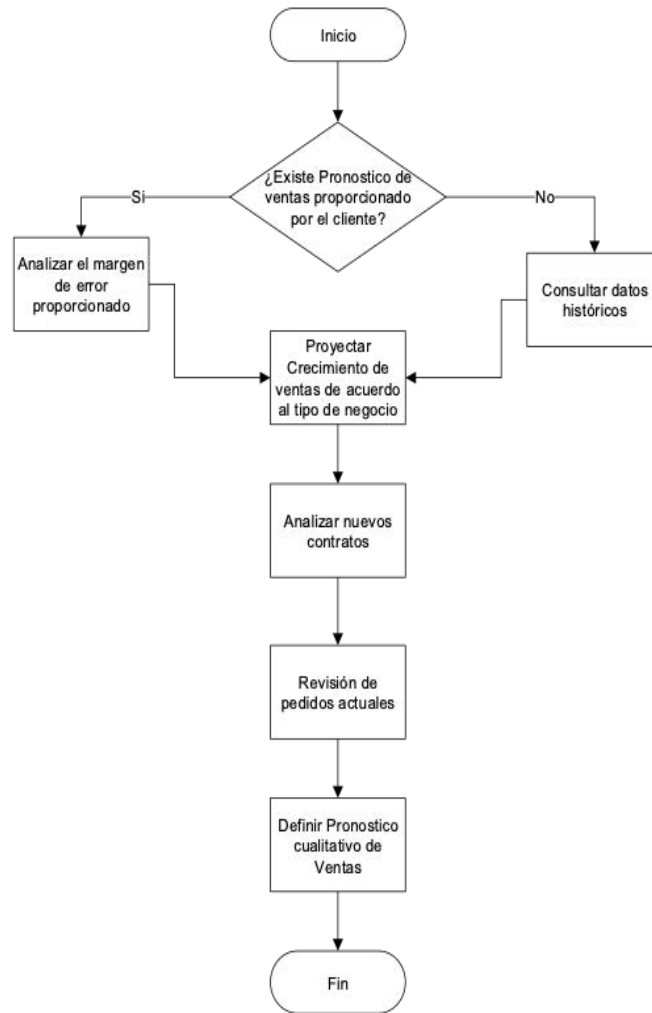 Inicio
¿Existe Pronostico de
ventas proporcionado
por el cliente?
Si
No
Analizar el margen
de error
proporcionado
Consultar datos
históricos
Proyectar
Crecimiento de
ventas de acuerdo
al tipo de negocio
Analizar nuevos
contratos
Revisión de
pedidos actuales
Definir Pronostico
cualitativo de
Ventas
Fin